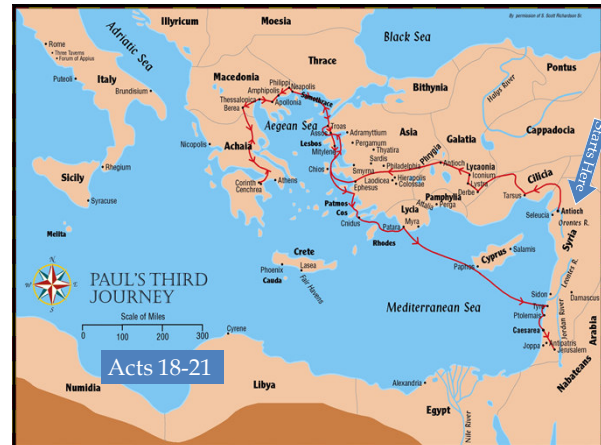 By permission of S. Scott Richardson Sr.
Illyricum
Moesia
Black Sea
Adriatic Sea
Rome
Three Taverns
Forum of Appius
Puteoli
Italy
Brundisium
Thrace
Macedonia
Philippi
Neapolis
Amphipolis
Thessalonica
Apollonia
Berea
Samothrace
Bithynia
Pontus
Halys River
Cappadocia
Aegean Sea
Troas
Assos
Adramyttium
Lesbos
Mitylene
Pergamum
Asia
Thyatira
Sardis
Smyrna
Philadelphia
Phrygia
Galatia
Antioch
Lycaonia
Iconium
Lystra
Derbe
Cilicia
Tarsus
Starts Here
Nicopolis
Achaia
Athens
Corinth
Cenchrea
Chios
Ephesus
Laodicea
Hierapolis
Colossae
Pamphylia
Attalia
Perga
Patmos
Cos
Cnidus
Lycia
Patara
Myra
Rhodes
Seleucia
Antioch
Orontes R.
Syria
Sicily
Rhegium
Syracuse
Melita
Crete
Phoenix
Lasea
Cauda
Fair Havens
Cyprus
Salamis
Paphos
Leontes R.
Sidon
Damascus
Tyre
Ptolemais
Jordan River
Caesarea
Antipatris
Joppa
Jerusalem
Arabia
Nabateans
Mediterranean Sea
N
W
E
S
PAUL'S THIRD
JOURNEY
Scale of Miles
0 100 200 300
Acts 18-21
Cyrene
Numidia
Libya
Alexandria
Egypt
Nile River